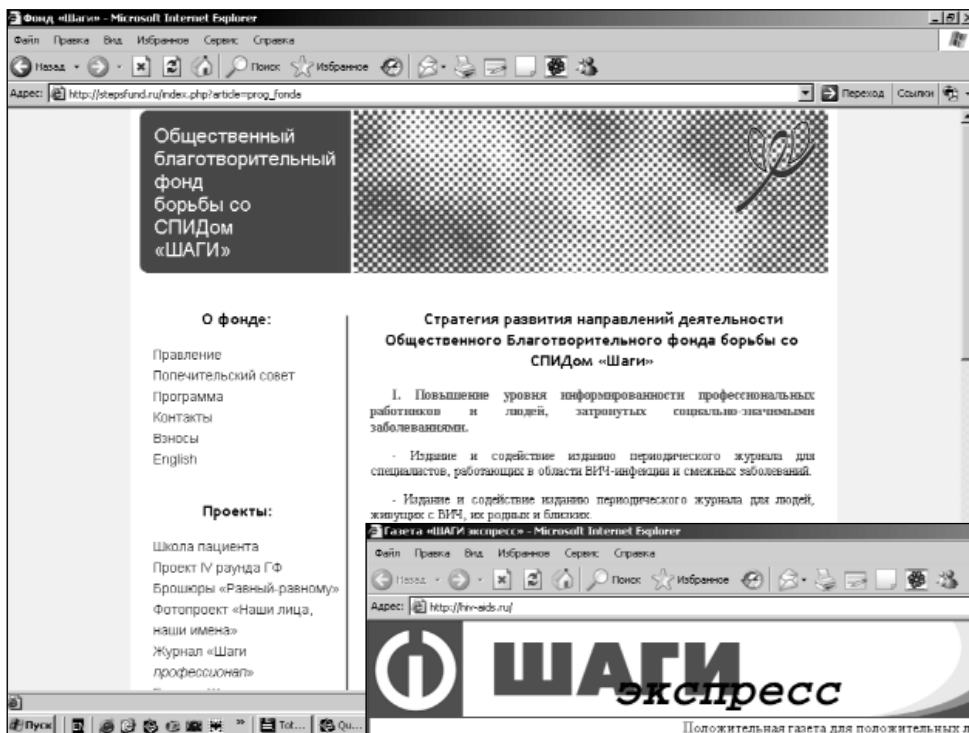 Фонд «Шаги» - Microsoft Internet Explorer
Файл Правка Вид Избранное Сервис Справка
Назад Поиск Избранное
Адрес: http://stepsfund.ru/index.php?article=prog_fonda Переход Ссылки
Общественный
благотворительный
фонд
борьбы со
СПИДом
«ШАГИ»
О фонде:
Правление
Попечительский совет
Программа
Контакты
Взносы
English
Проекты:
Школа пациента
Проект IV раунда ГФ
Брошюры «Равный-равному»
Фотопроект «Наши лица,
наши имена»
Журнал «Шаги
профессионал»
Стратегия развития направлений деятельности
Общественного Благотворительного фонда борьбы со
СПИДом «Шаги»
I. Повышение уровня информированности профессиональных
работников и людей, затронутых социально-значимыми
заболеваниями.
- Издание и содействие изданию периодического журнала для
специалистов, работающих в области ВИЧ-инфекции и смежных заболеваний.
- Издание и содействие изданию периодического журнала для людей,
живущих с ВИЧ, их родных и близких.
Газета «ШАГИ экспресс» - Microsoft Internet Explorer
Файл Правка Вид Избранное Сервис Справка
Назад Поиск Избранное
Адрес: http://hiv-aids.ru/
ШАГИ
экспресс
Положительная газета для положительных л
Пуск » Tot... Qu...